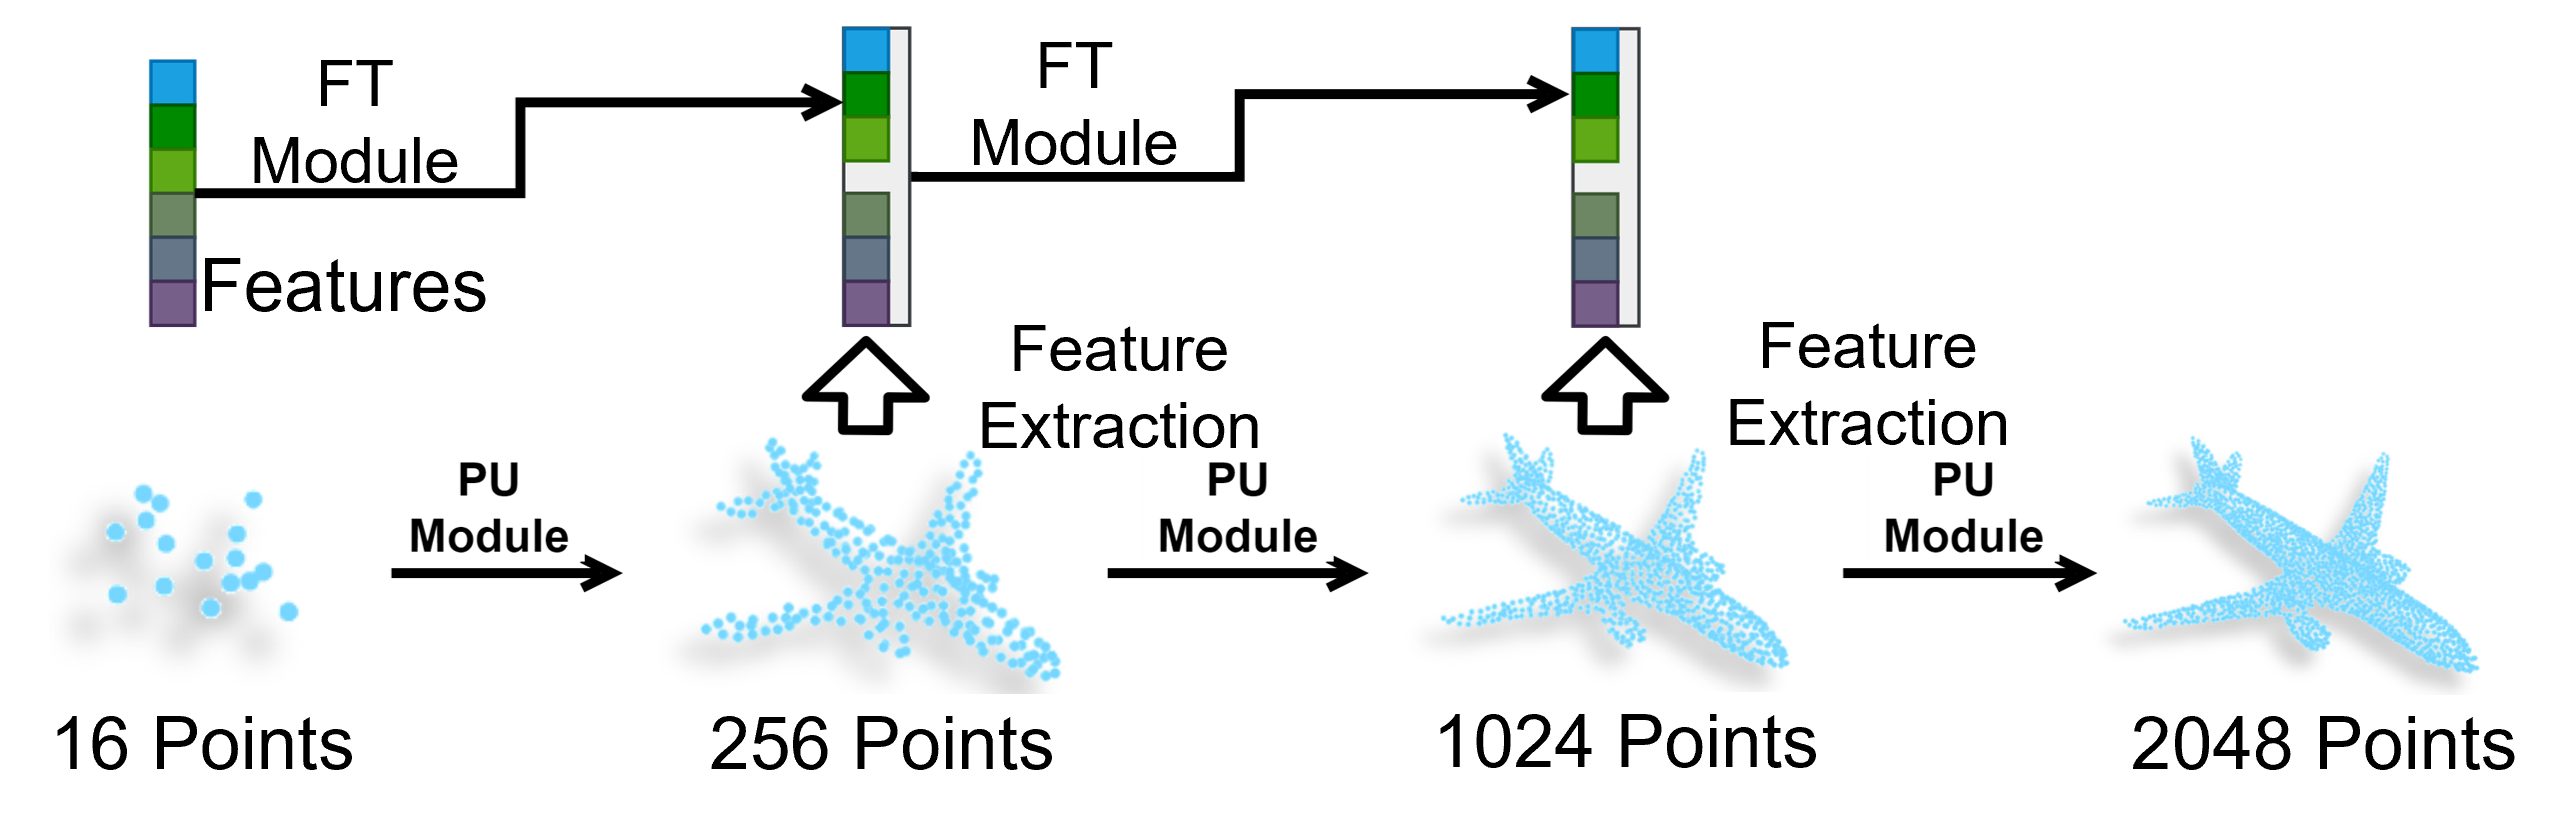 FT
Module
Features
FT
Module
Feature
Extraction
Feature
Extraction
PU
Module
PU
Module
PU
Module
16 Points
256 Points
1024 Points
2048 Points